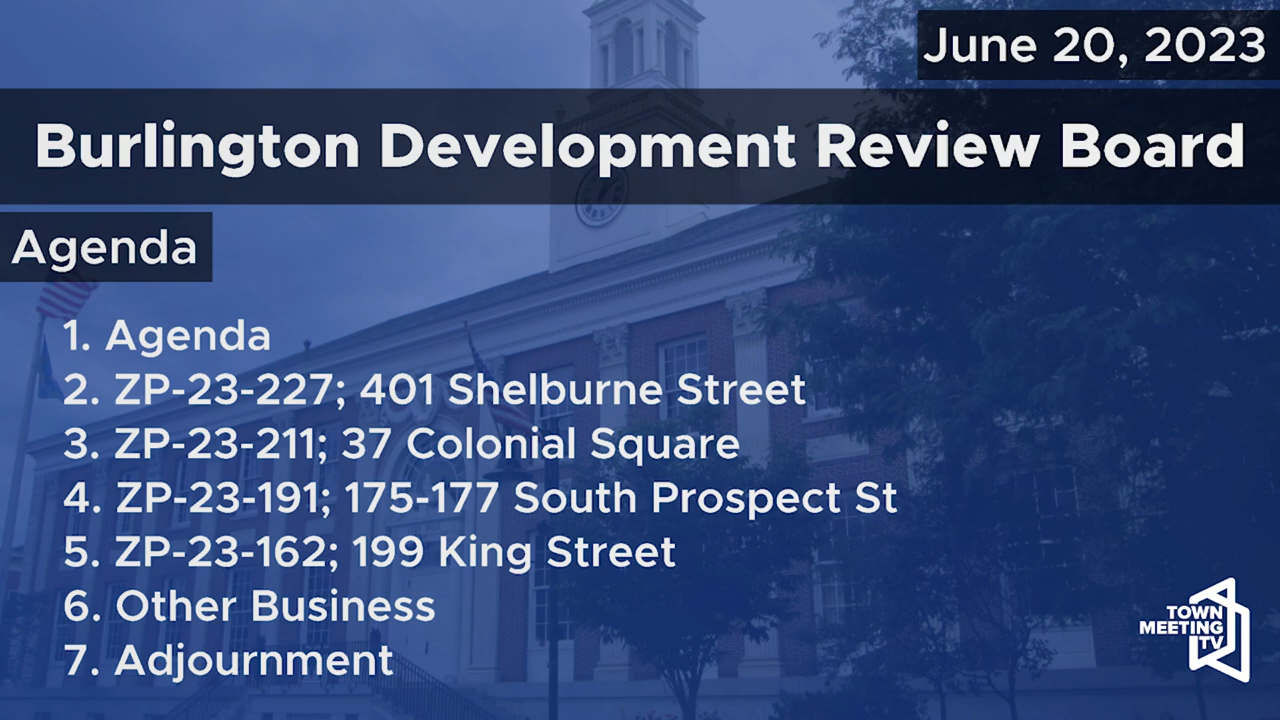 June 20, 2023
Burlington Development Review Board
Agenda
1. Agenda
2. ZP-23-227; 401 Shelburne Street
3. ZP-23-211; 37 Colonial Square
4. ZP-23-191; 175-177 South Prospect St
5. ZP-23-162; 199 King Street
6. Other Business
7. Adjournment
TOWN
MEETING
TV